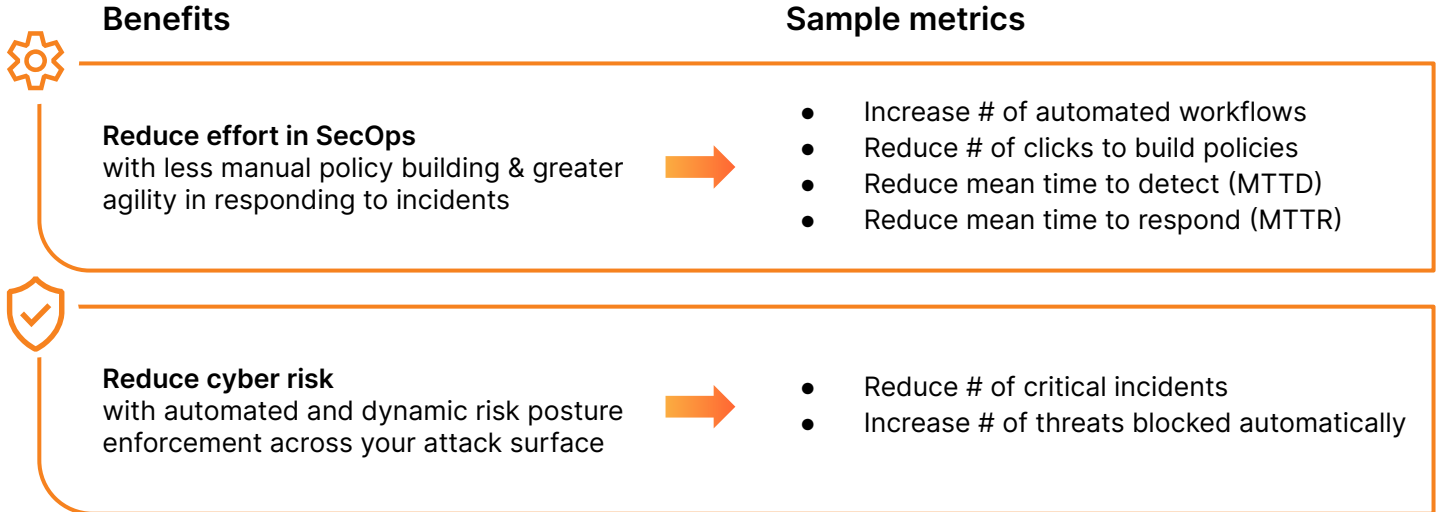 Benefits
Sample metrics
Reduce effort in SecOps
with less manual policy building & greater
agility in responding to incidents
● Increase # of automated workflows
● Reduce # of clicks to build policies
● Reduce mean time to detect (MTTD)
● Reduce mean time to respond (MTTR)
Reduce cyber risk
with automated and dynamic risk posture
enforcement across your attack surface
● Reduce # of critical incidents
● Increase # of threats blocked automatically